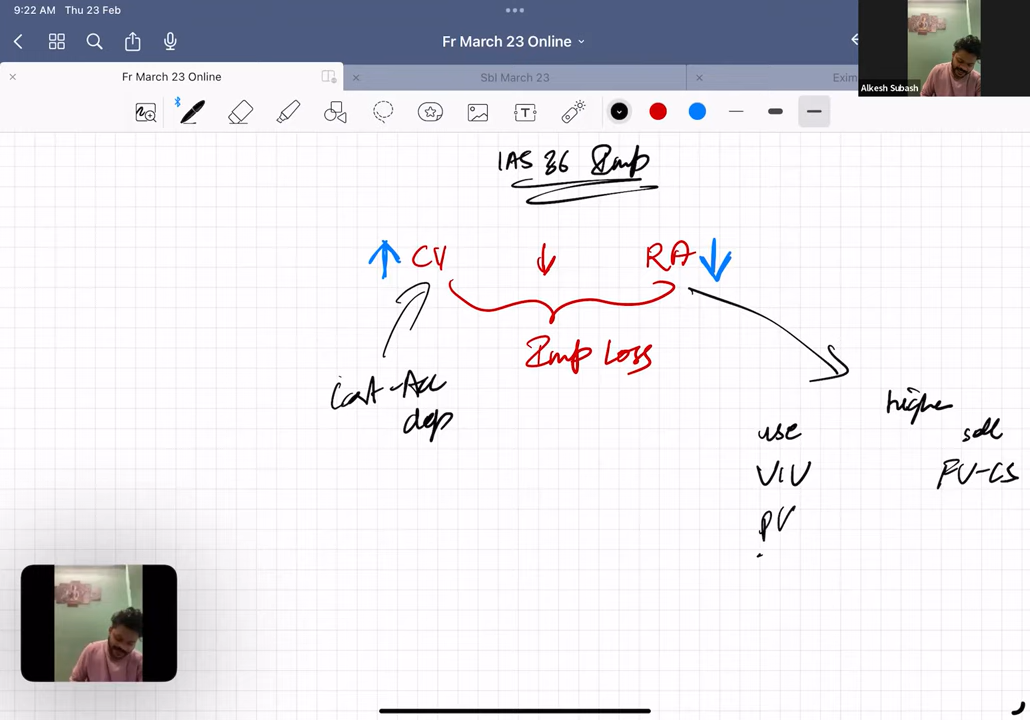 9:22 AM Thu 23 Feb
Fr March 23 Online
Alkesh Subash
Fr March 23 Online
Sbl March 23
Exim
T
IAS 36 Imp
CV
RA
Imp Loss
Cost - Acc
dep
higher
use
sell
VIU
FV-CS
PV